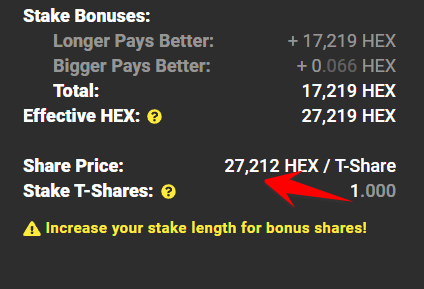 Stake Bonuses:
Longer Pays Better: + 17,219 HEX
Bigger Pays Better: + 0.066 HEX
Total: 17,219 HEX
Effective HEX: ? 27,219 HEX
Share Price: 27,212 HEX / T-Share
Stake T-Shares: ? 1.000
Increase your stake length for bonus shares!